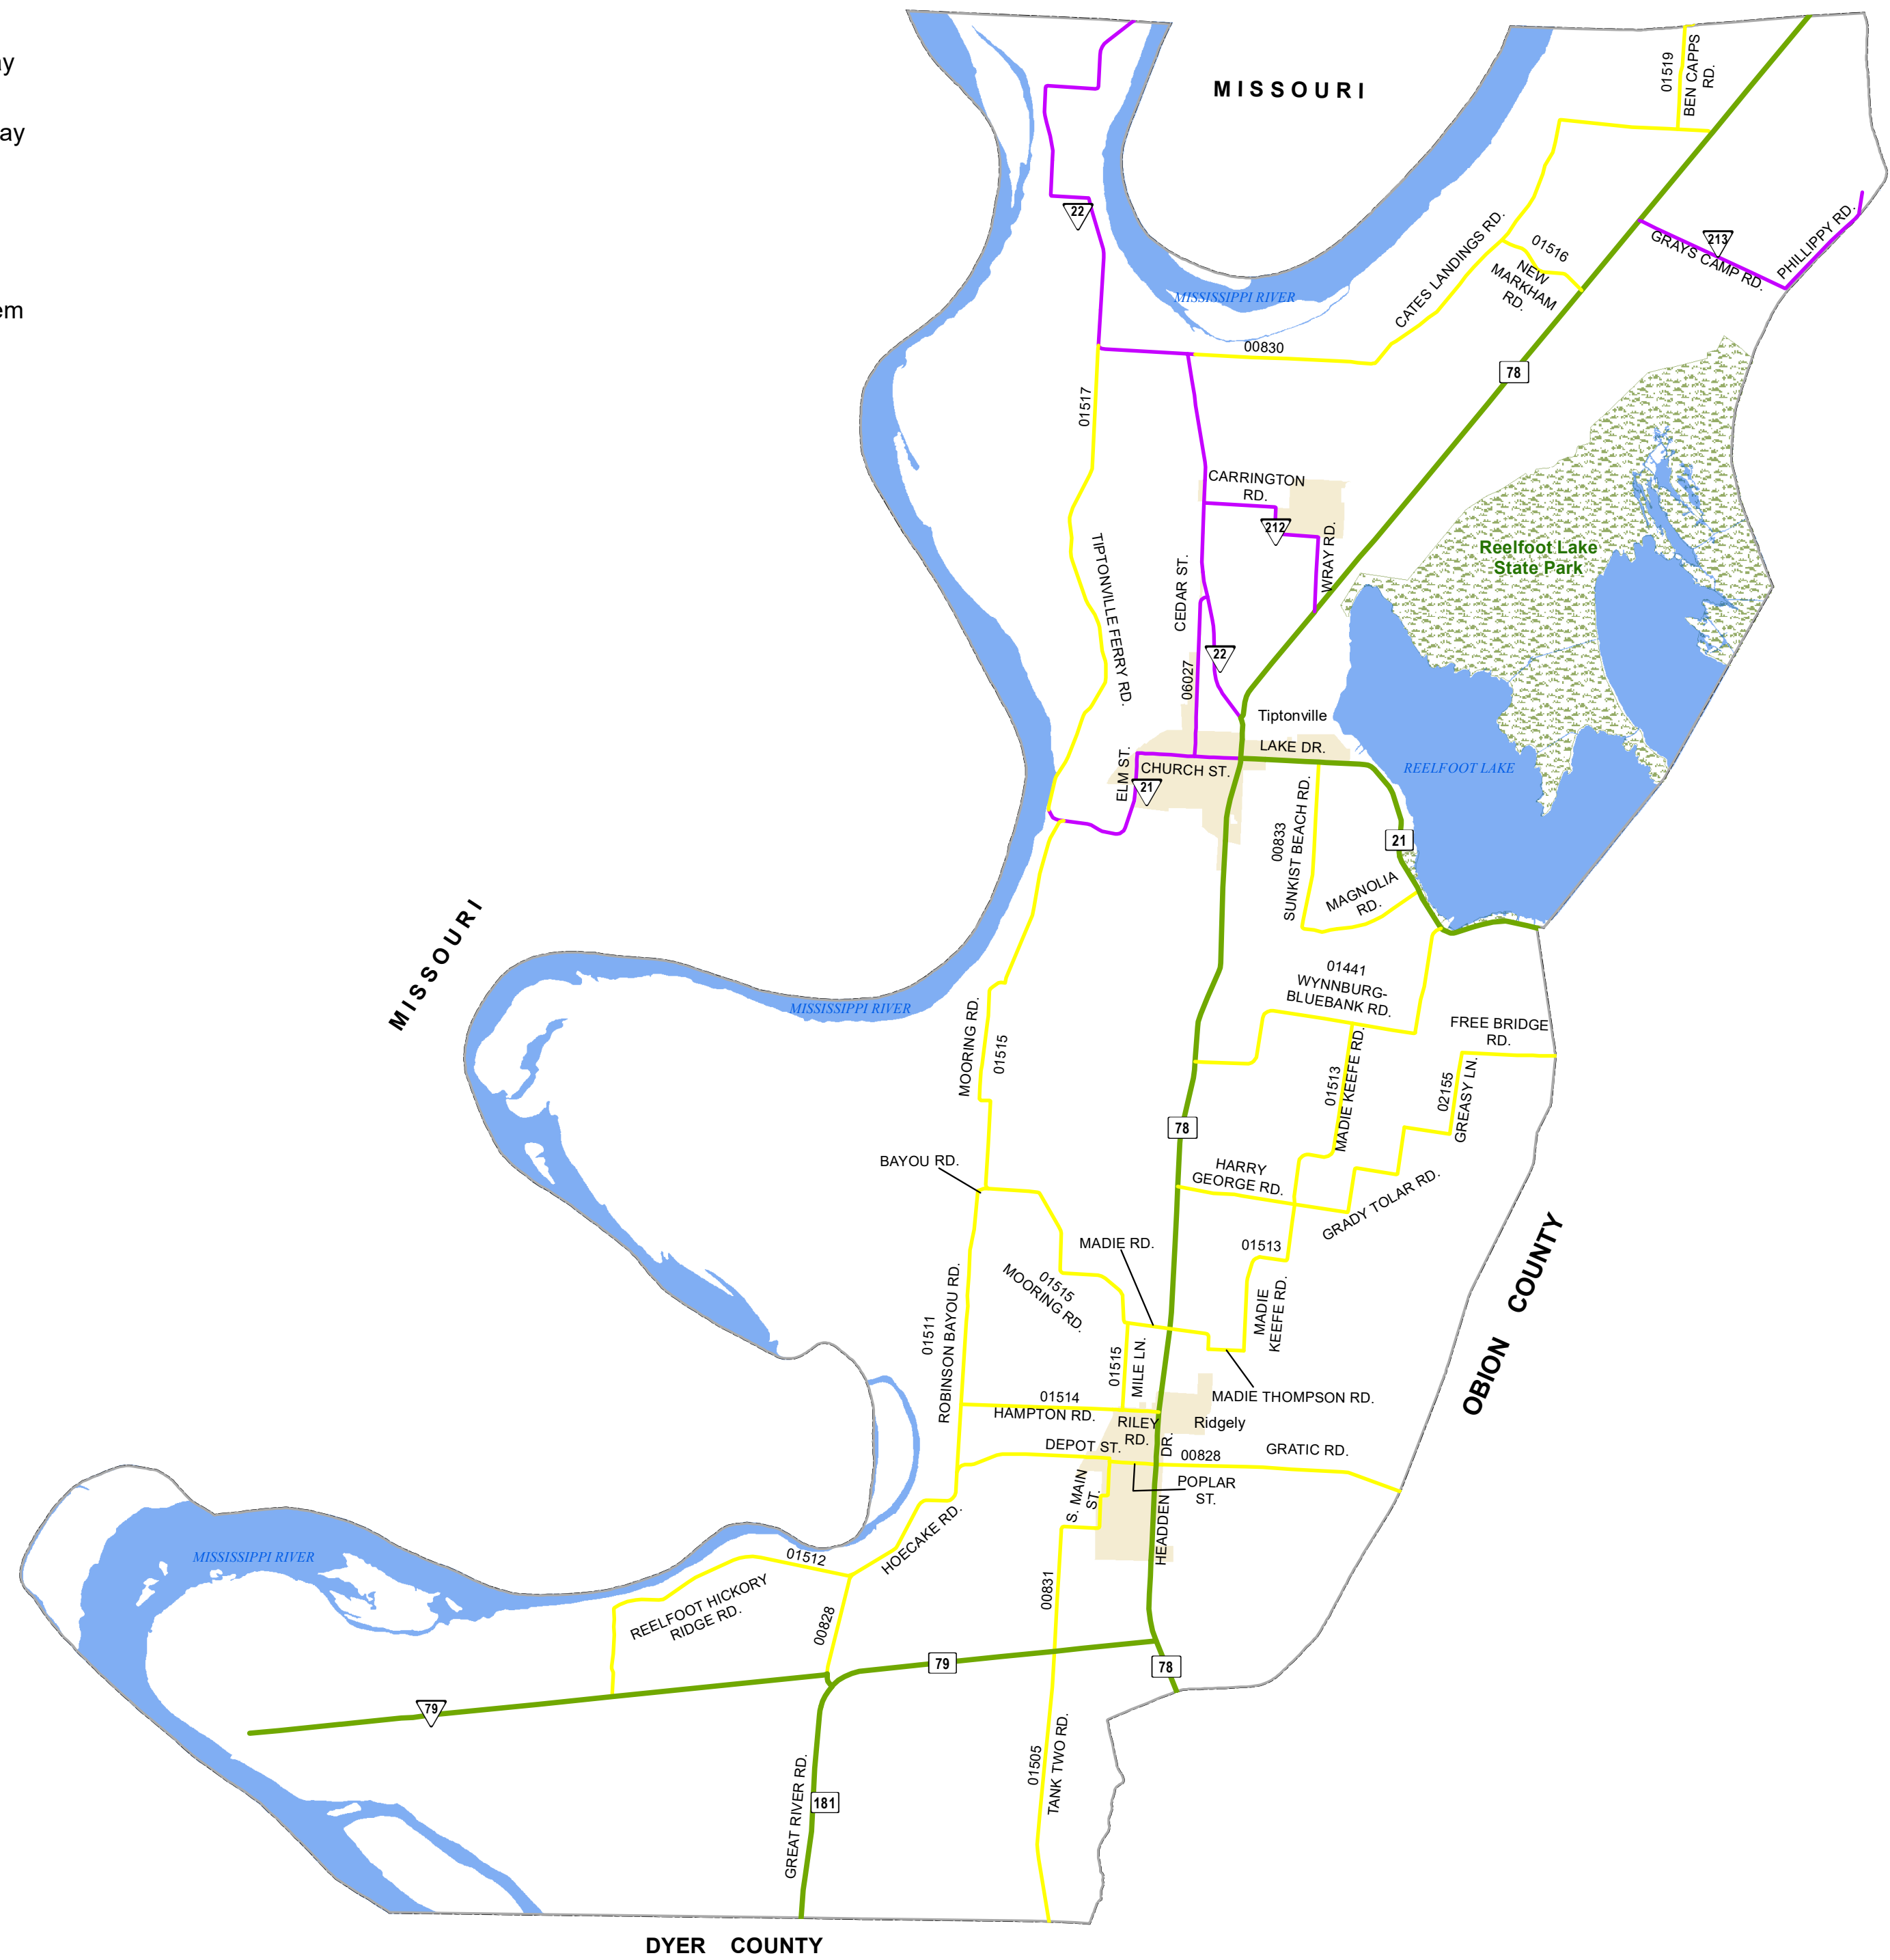 ay
MISSOURI
01519
BEN CAPPS
RD.
ay
22
CATES LANDINGS RD.
01516
NEW
MARKHAM
RD.
213
GRAYS CAMP RD.
PHILLIPY RD.
MISSISSIPPI RIVER
em
00830
78
01517
CARRINGTON
RD.
212
WRAY RD.
TIPTONVILLE FERRY RD.
CEDAR ST.
Reelfoot Lake
State Park
22
06027
Tiptonville
LAKE DR.
ELM ST.
CHURCH ST.
21
REELFOOT LAKE
00833
SUNKIST BEACH RD.
21
MAGNOLIA
RD.
MISSOURI
MISSISSIPPI RIVER
01441
WYNNBURG-
BLUEBANK RD.
MOORING RD.
01515
FREE BRIDGE
RD.
01513
MADIE KEEFE RD.
02155
GREASY LN.
78
BAYOU RD.
HARRY
GEORGE RD.
GRADY TOLAR RD.
MADIE RD.
01513
01515
MOORING RD.
MADIE
KEEFE RD.
OBION COUNTY
01511
ROBINSON BAYOU RD.
01515
MILE LN.
MADIE THOMPSON RD.
01514
HAMPTON RD.
RILEY
RD.
Ridgely
DEPOT ST.
HEADDEN DR.
00828
GRATIC RD.
S. MAIN
ST.
POPLAR
ST.
HOECAKE RD.
MISSISSIPPI RIVER
01512
REELFOOT HICKORY
RIDGE RD.
00828
00831
79
78
79
01505
TANK TWO RD.
GREAT RIVER RD.
181
DYER COUNTY